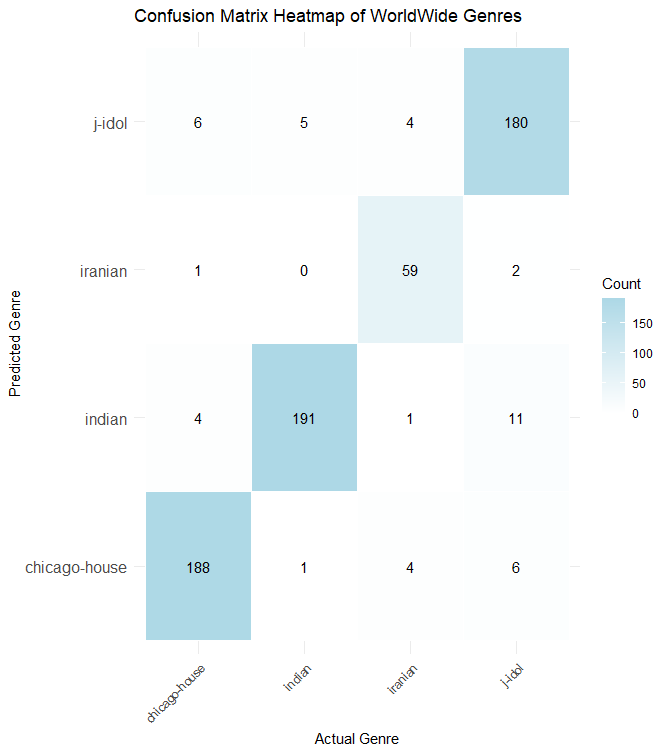 Confusion Matrix Heatmap of WorldWide Genres
j-idol 6 5 4 180
iranian 1 0 59 2
indian 4 191 1 11
chicago-house 188 1 4 6
chicago-house indian iranian j-idol
Actual Genre
Predicted Genre
Count
150
100
50
0